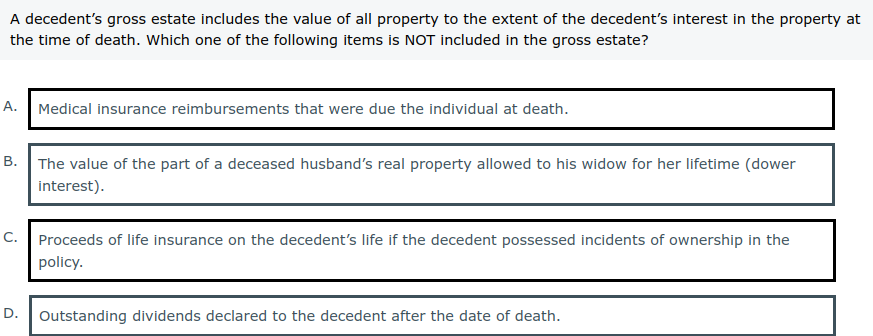 A decedent’s gross estate includes the value of all property to the extent of the decedent’s interest in the property at
the time of death. Which one of the following items is NOT included in the gross estate?
A. Medical insurance reimbursements that were due the individual at death.
B. The value of the part of a deceased husband’s real property allowed to his widow for her lifetime (dower
interest).
C. Proceeds of life insurance on the decedent’s life if the decedent possessed incidents of ownership in the
policy.
D. Outstanding dividends declared to the decedent after the date of death.